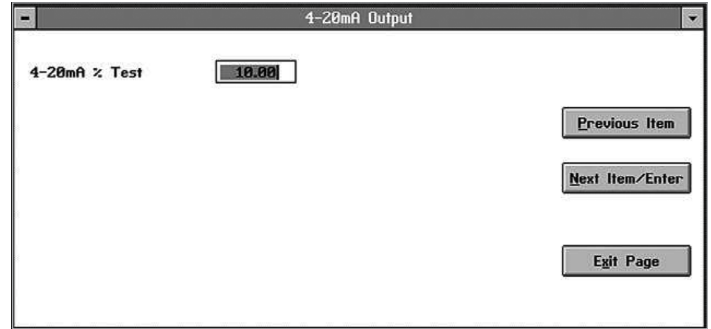 4-20mA Output
4-20mA % Test 10.00
Previous Item
Next Item/Enter
Exit Page